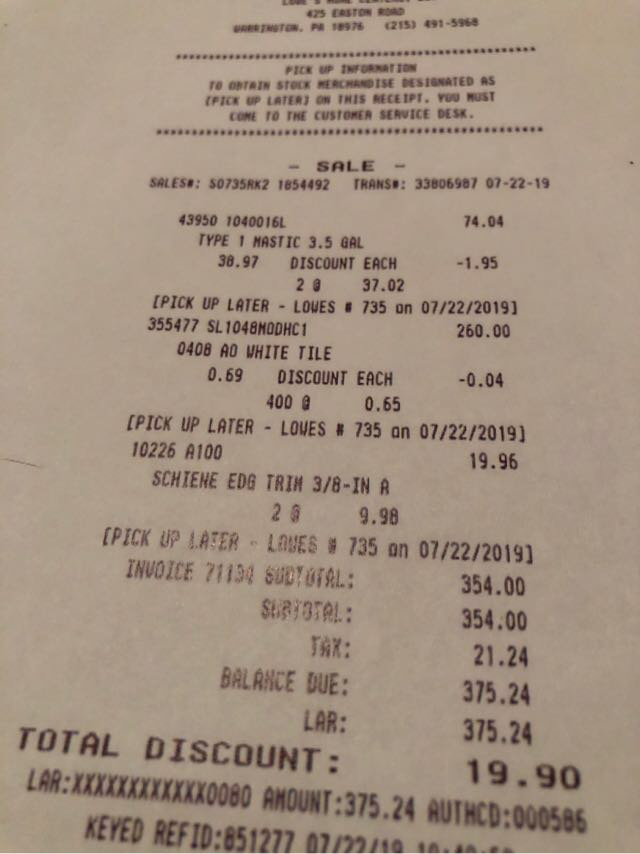 LOWE'S HOME CENTERS, LLC
425 EASTON ROAD
WARRINGTON, PA 18976 (215) 491-5968
PICK UP INFORMATION
TO OBTAIN STOCK MERCHANDISE DESIGNATED AS
[PICK UP LATER] ON THIS RECEIPT, YOU MUST
COME TO THE CUSTOMER SERVICE DESK.
- SALE -
SALES#: S0735RK2 1854492 TRANS#: 33806987 07-22-19
43950 1040016L 74.04
TYPE 1 MASTIC 3.5 GAL
38.97 DISCOUNT EACH -1.95
2 @ 37.02
[PICK UP LATER - LOWES # 735 on 07/22/2019]
355477 SL1048MODHC1 260.00
0408 AO WHITE TILE
0.69 DISCOUNT EACH -0.04
400 @ 0.65
[PICK UP LATER - LOWES # 735 on 07/22/2019]
10226 A100 19.96
SCHIENE EDG TRIM 3/8-IN A
2 @ 9.98
[PICK UP LATER - LOWES # 735 on 07/22/2019]
INVOICE 71134 SUBTOTAL: 354.00
SUBTOTAL: 354.00
TAX: 21.24
BALANCE DUE: 375.24
LAR: 375.24
TOTAL DISCOUNT: 19.90
LAR:XXXXXXXXXXXX0080 AMOUNT:375.24 AUTHCD:000586
KEYED REFID:851277 07/22/19